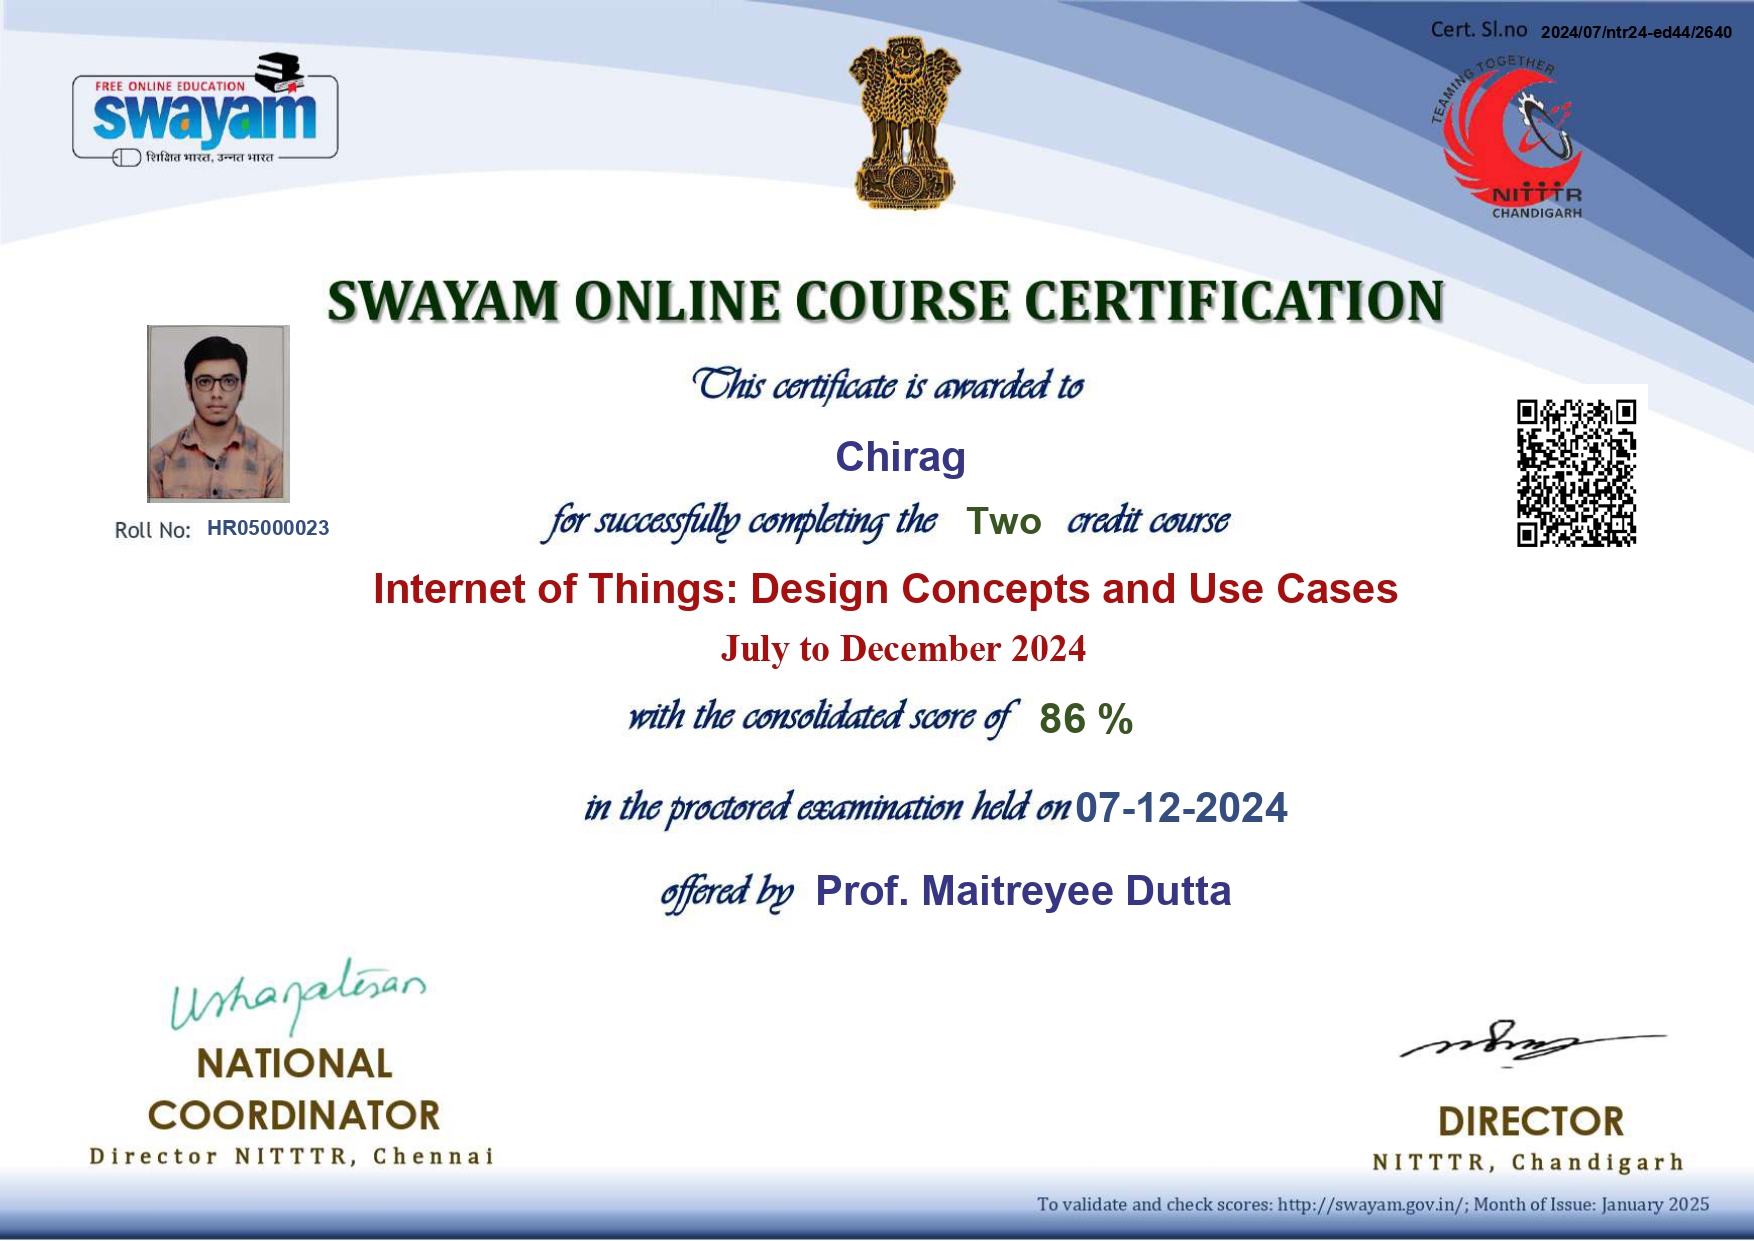 Cert. Sl.no 2024/07/ntr24-ed44/2640
FREE ONLINE EDUCATION
swayam
शिक्षित भारत, उन्नत भारत
TEAMING TOGETHER
NITTTR
CHANDIGARH
SWAYAM ONLINE COURSE CERTIFICATION
This certificate is awarded to
Chirag
for successfully completing the Two credit course
Roll No: HR05000023
Internet of Things: Design Concepts and Use Cases
July to December 2024
with the consolidated score of 86 %
in the proctored examination held on 07-12-2024
offered by Prof. Maitreyee Dutta
NATIONAL
COORDINATOR
Director NITTTR, Chennai
DIRECTOR
NITTTR, Chandigarh
To validate and check scores: http://swayam.gov.in/; Month of Issue: January 2025